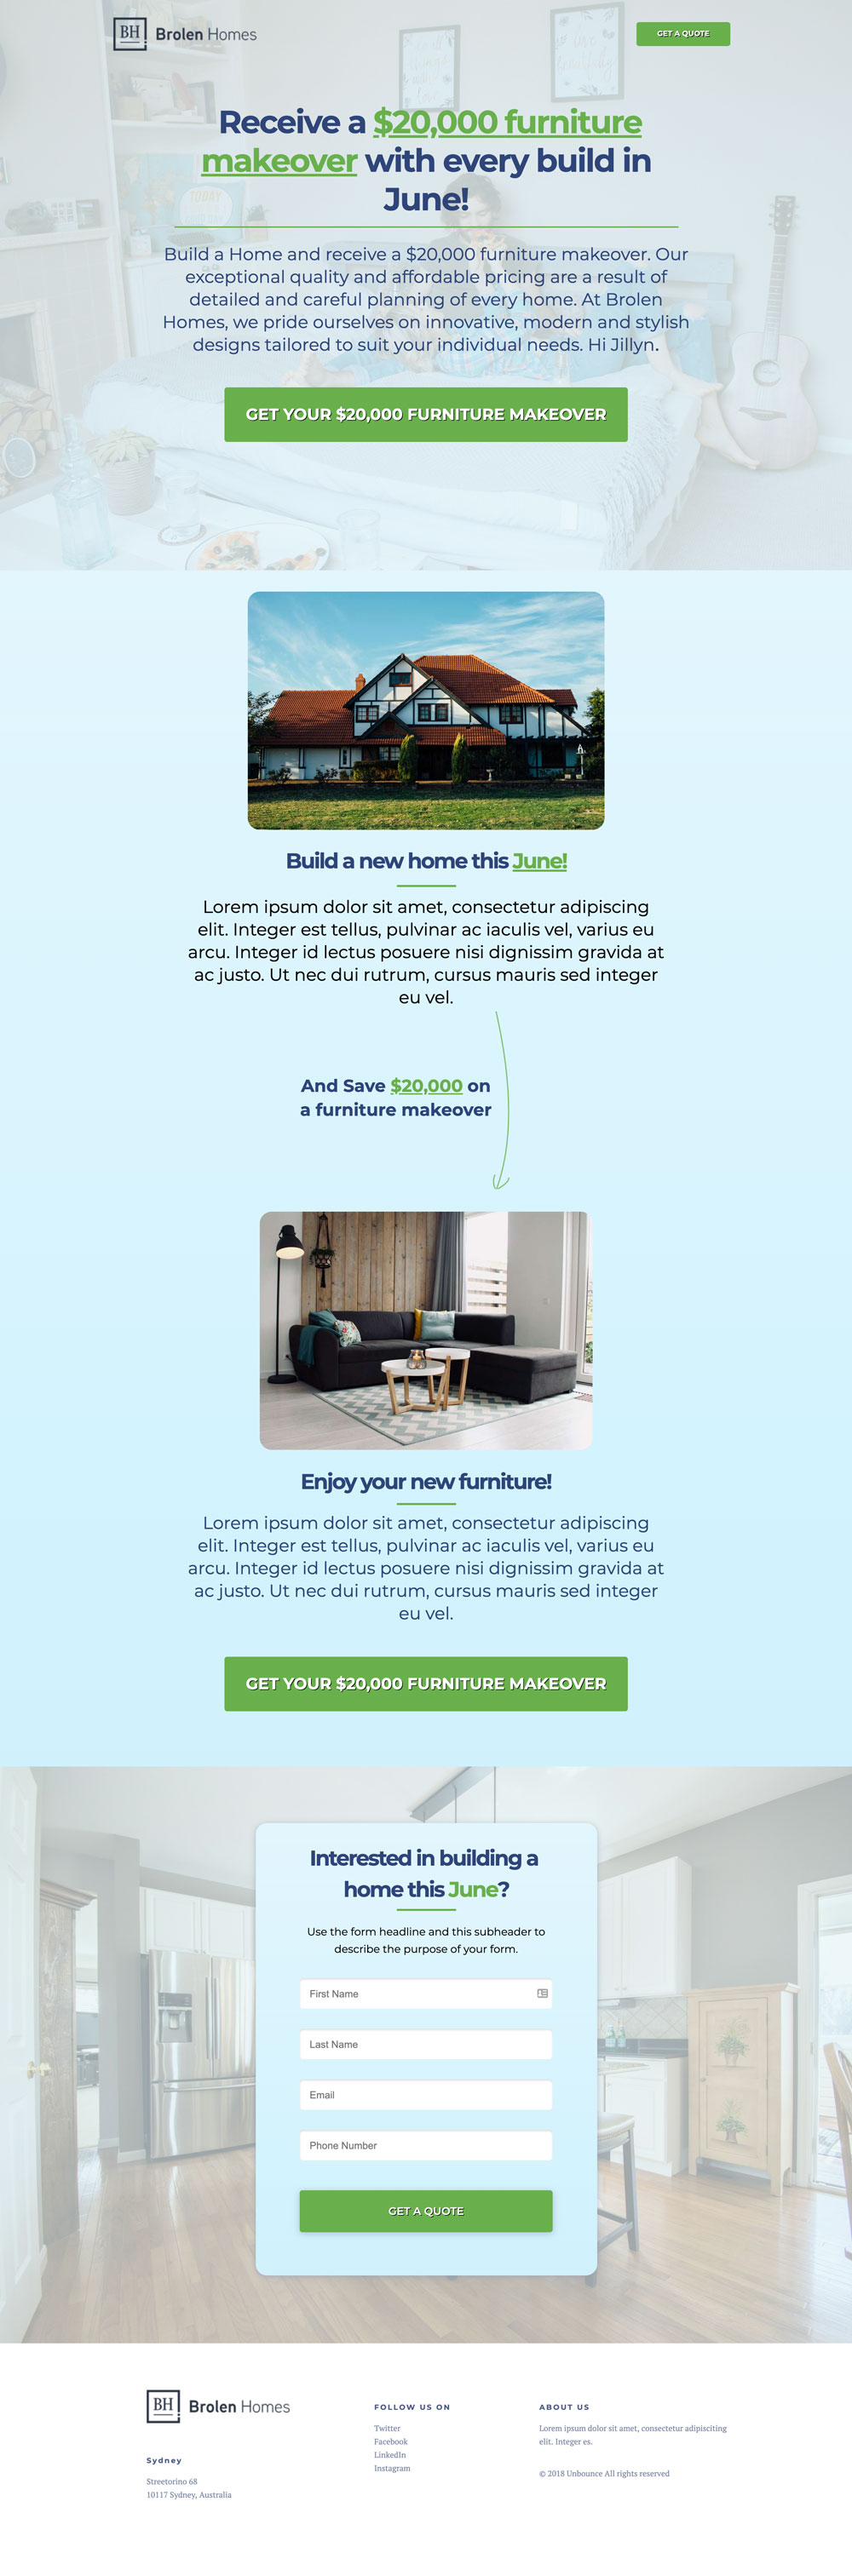 BH Brolen Homes
GET A QUOTE
Receive a $20,000 furniture
makeover with every build in
June!
Build a Home and receive a $20,000 furniture makeover. Our
exceptional quality and affordable pricing are a result of
detailed and careful planning of every home. At Brolen
Homes, we pride ourselves on innovative, modern and stylish
designs tailored to suit your individual needs. Hi Jillyn.
GET YOUR $20,000 FURNITURE MAKEOVER
Build a new home this June!
Lorem ipsum dolor sit amet, consectetur adipiscing
elit. Integer est tellus, pulvinar ac iaculis vel, varius eu
arcu. Integer id lectus posuere nisi dignissim gravida at
ac justo. Ut nec dui rutrum, cursus mauris sed integer
eu vel.
And Save $20,000 on
a furniture makeover
Enjoy your new furniture!
Lorem ipsum dolor sit amet, consectetur adipiscing
elit. Integer est tellus, pulvinar ac iaculis vel, varius eu
arcu. Integer id lectus posuere nisi dignissim gravida at
ac justo. Ut nec dui rutrum, cursus mauris sed integer
eu vel.
GET YOUR $20,000 FURNITURE MAKEOVER
Interested in building a
home this June?
Use the form headline and this subheader to
describe the purpose of your form.
First Name
Last Name
Email
Phone Number
GET A QUOTE
BH Brolen Homes
Sydney
Streetorino 68
10117 Sydney, Australia
FOLLOW US ON
Twitter
Facebook
LinkedIn
Instagram
ABOUT US
Lorem ipsum dolor sit amet, consectetur adipisciting
elit. Integer es.
© 2018 Unbounce All rights reserved